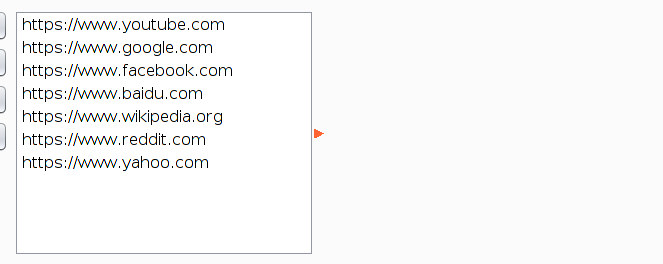 https://www.youtube.com
https://www.google.com
https://www.facebook.com
https://www.baidu.com
https://www.wikipedia.org
https://www.reddit.com
https://www.yahoo.com